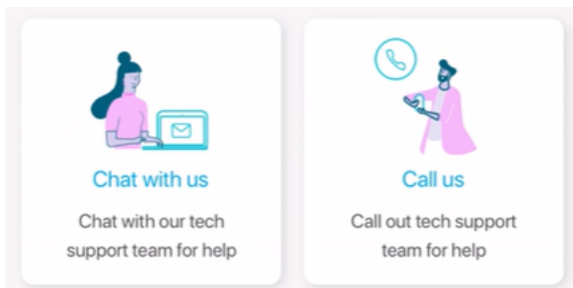 Chat with us
Chat with our tech
support team for help
Call us
Call out tech support
team for help